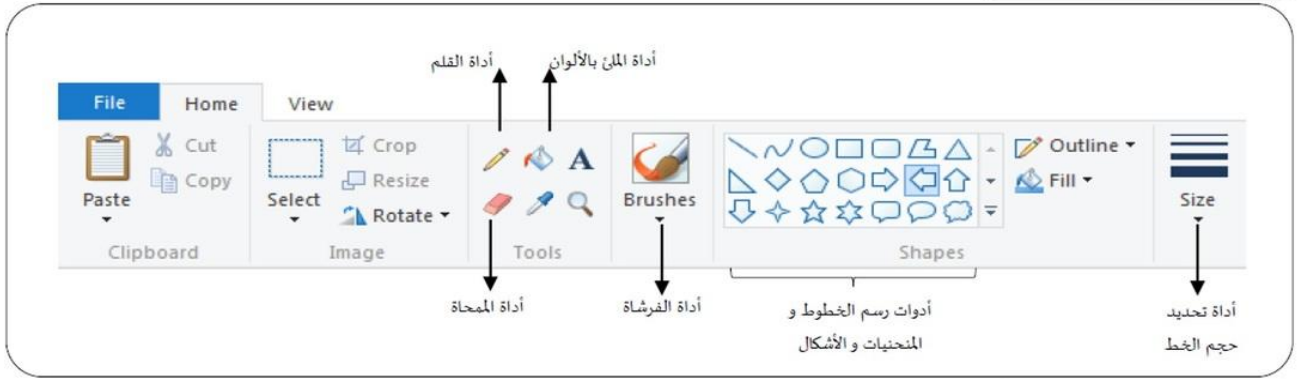 أداة الملئ بالألوان
أداة القلم
File Home View
Cut
Copy
Paste
Clipboard
Crop
Resize
Rotate
Select
Image
A
Tools
Brushes
Outline
Fill
Shapes
Size
أداة الممحاة
أداة الفرشاة
أدوات رسم الخطوط و
المنحنيات و الأشكال
أداة تحديد
حجم الخط